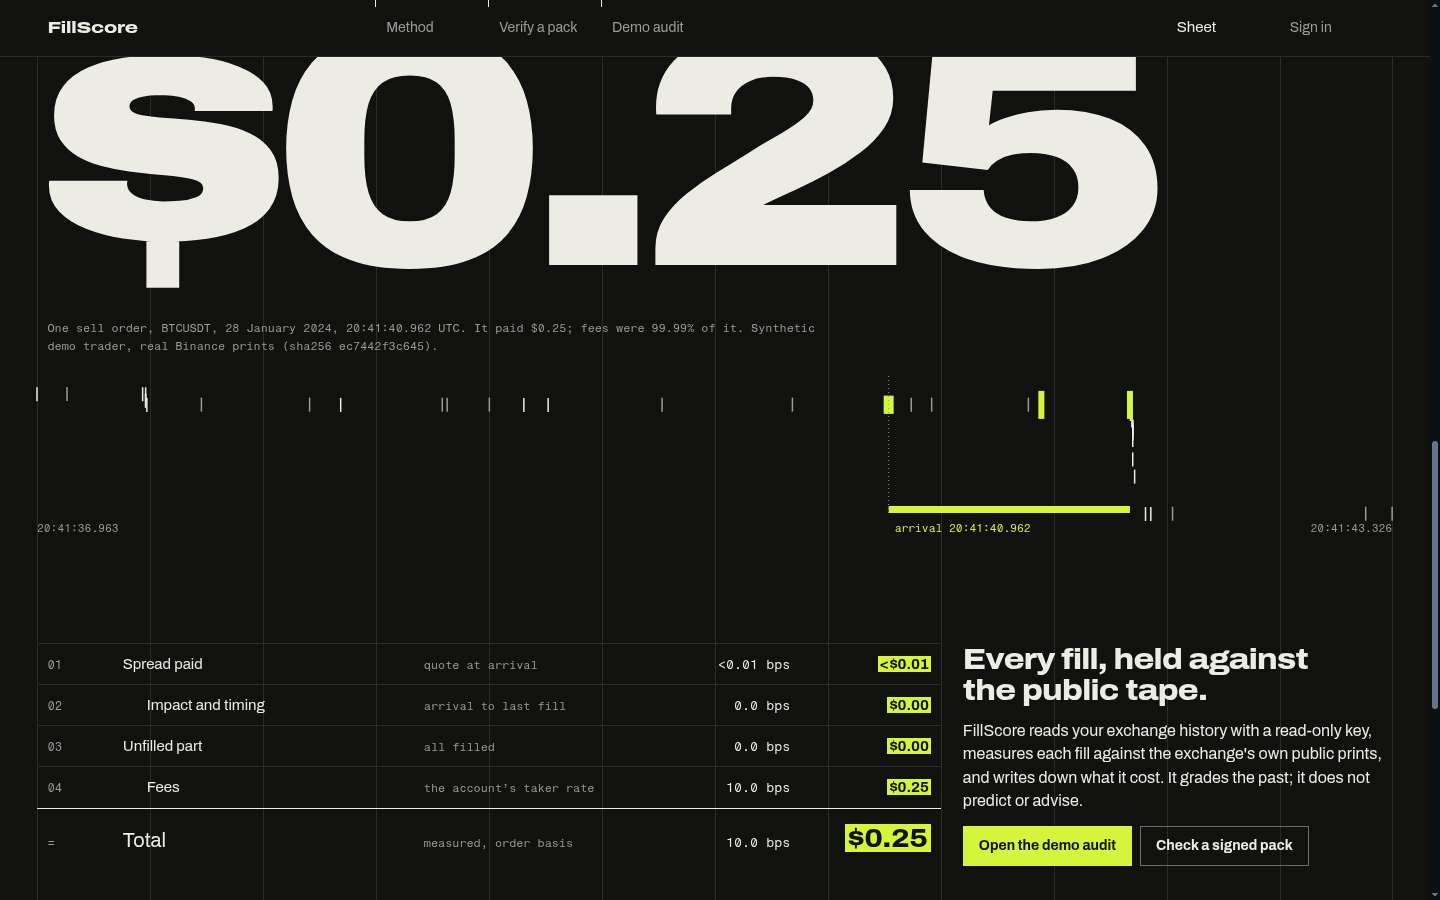 FillScore
Method
Verify a pack
Demo audit
Sheet
Sign in
$0.25
One sell order, BTCUSDT, 28 January 2024, 20:41:40.962 UTC. It paid $0.25; fees were 99.99% of it. Synthetic
demo trader, real Binance prints (sha256 ec7442f3c645).
20:41:36.963
arrival 20:41:40.962
20:41:43.326
01 Spread paid quote at arrival <0.01 bps <$0.01
02 Impact and timing arrival to last fill 0.0 bps $0.00
03 Unfilled part all filled 0.0 bps $0.00
04 Fees the account's taker rate 10.0 bps $0.25
= Total measured, order basis 10.0 bps $0.25
Every fill, held against
the public tape.
FillScore reads your exchange history with a read-only key,
measures each fill against the exchange's own public prints,
and writes down what it cost. It grades the past; it does not
predict or advise.
Open the demo audit
Check a signed pack